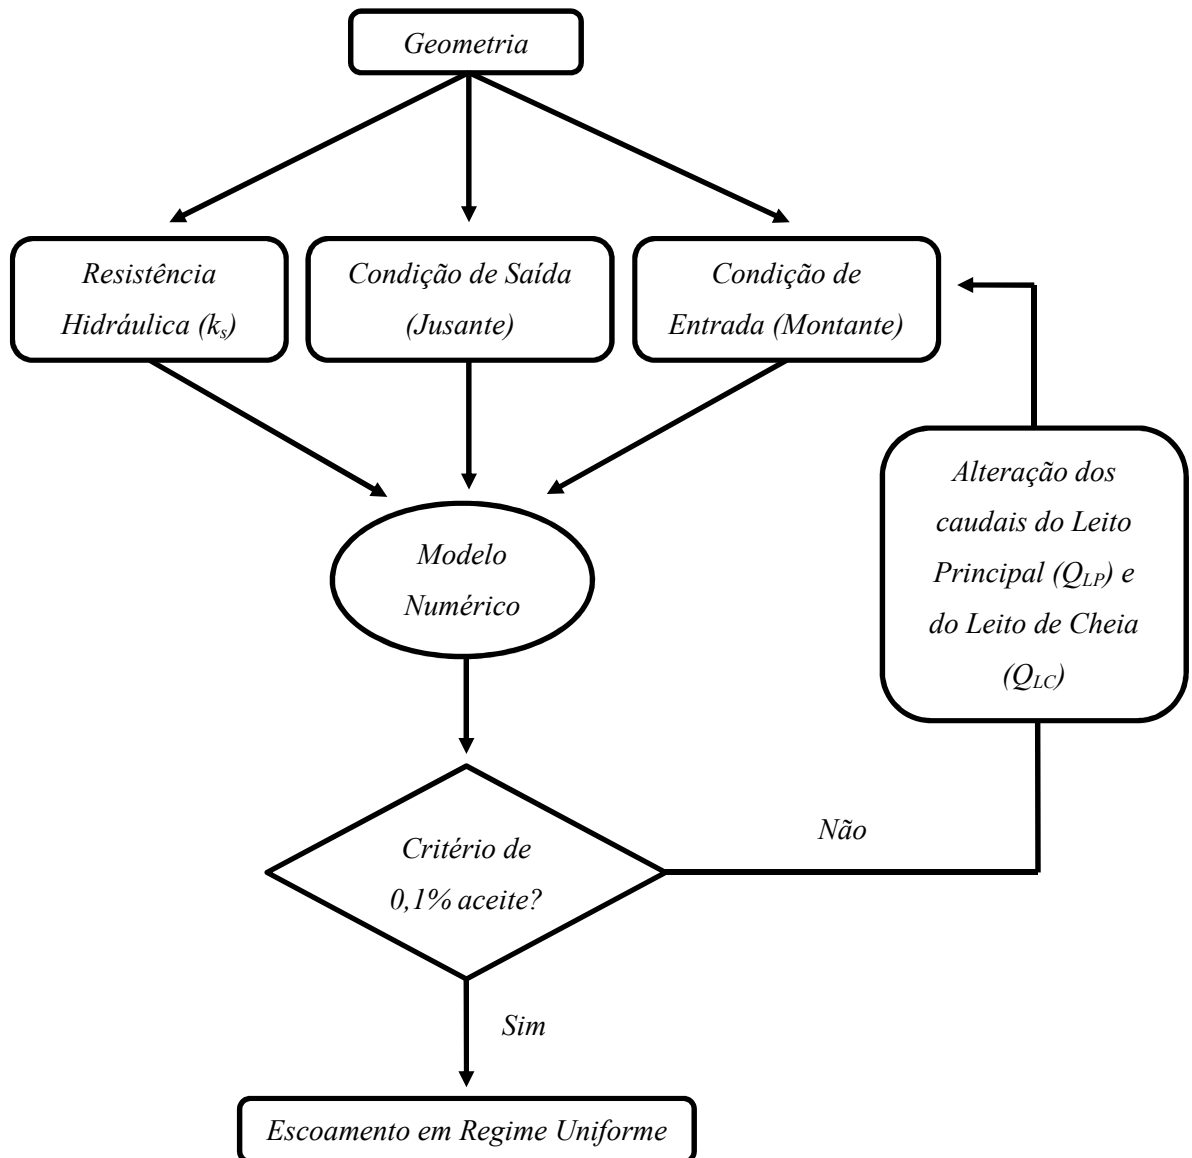 Geometria
Resistência
Hidráulica (ks)
Condição de Saída
(Jusante)
Condição de
Entrada (Montante)
Modelo
Numérico
Alteração dos
caudais do Leito
Principal (QLP) e
do Leito de Cheia
(QLC)
Critério de
0,1% aceite?
Não
Sim
Escoamento em Regime Uniforme